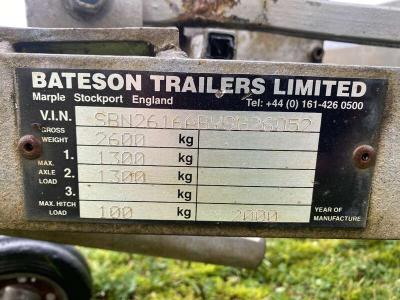 BATESON TRAILERS LIMITED
Marple Stockport England Tel: +44 (0) 161-426 0500
V.I.N.
GROSS WEIGHT 2600 kg
1. 1300 kg
MAX. AXLE LOAD 2. 1300 kg
3. kg
MAX. HITCH LOAD 100 kg 2000 YEAR OF MANUFACTURE